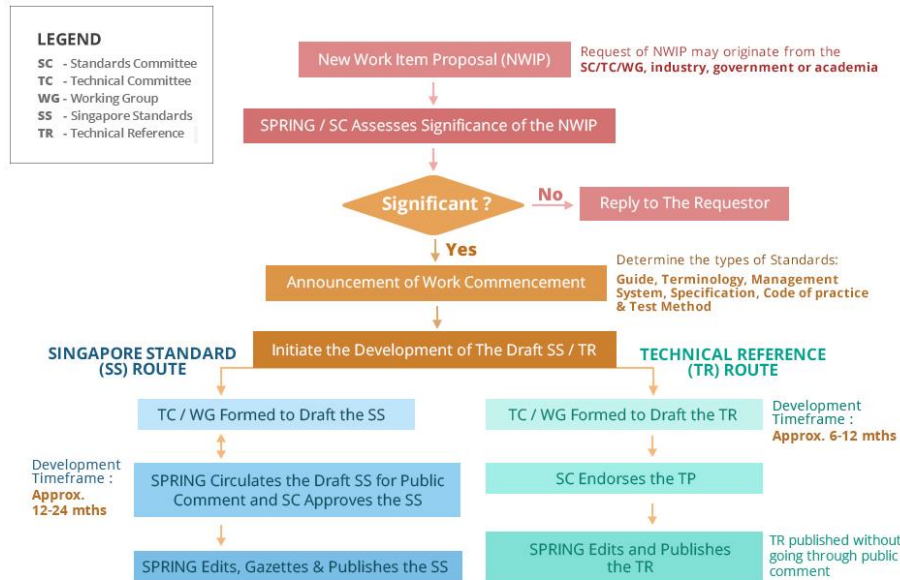 LEGEND
SC - Standards Committee
TC - Technical Committee
WG - Working Group
SS - Singapore Standards
TR - Technical Reference
New Work Item Proposal (NWIP)
Request of NWIP may originate from the
SC/TC/WG, industry, government or academia
SPRING / SC Assesses Significance of the NWIP
Significant ?
No
Reply to The Requestor
Yes
Announcement of Work Commencement
Determine the types of Standards:
Guide, Terminology, Management
System, Specification, Code of practice
& Test Method
Initiate the Development of The Draft SS / TR
SINGAPORE STANDARD
(SS) ROUTE
TECHNICAL REFERENCE
(TR) ROUTE
TC / WG Formed to Draft the SS
TC / WG Formed to Draft the TR
Development
Timeframe :
Approx. 6-12 mths
Development
Timeframe :
Approx.
12-24 mths
SPRING Circulates the Draft SS for Public
Comment and SC Approves the SS
SC Endorses the TP
SPRING Edits, Gazettes & Publishes the SS
SPRING Edits and Publishes
the TR
TR published without
going through public
comment